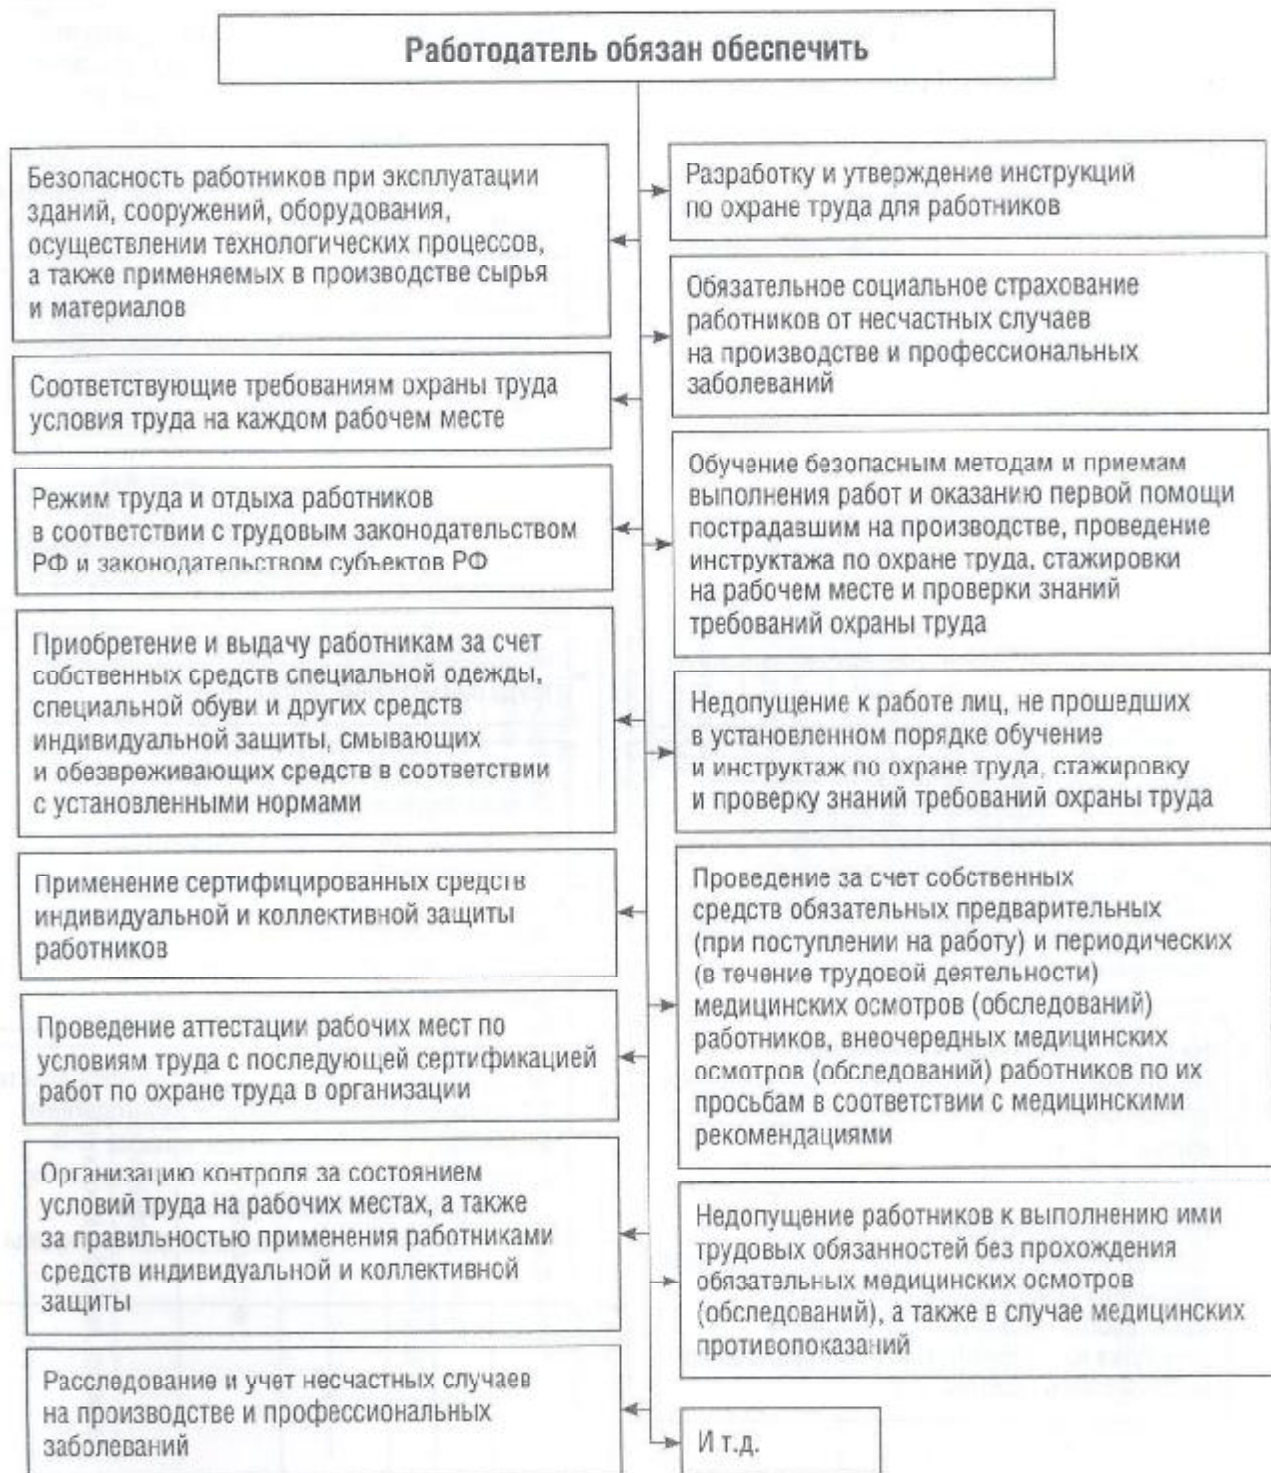 Работодатель обязан обеспечить
Безопасность работников при эксплуатации
зданий, сооружений, оборудования,
осуществлении технологических процессов,
а также применяемых в производстве сырья
и материалов
Соответствующие требованиям охраны труда
условия труда на каждом рабочем месте
Режим труда и отдыха работников
в соответствии с трудовым законодательством
РФ и законодательством субъектов РФ
Приобретение и выдачу работникам за счет
собственных средств специальной одежды,
специальной обуви и других средств
индивидуальной защиты, смывающих
и обезвреживающих средств в соответствии
с установленными нормами
Применение сертифицированных средств
индивидуальной и коллективной защиты
работников
Проведение аттестации рабочих мест по
условиям труда с последующей сертификацией
работ по охране труда в организации
Организацию контроля за состоянием
условий труда на рабочих местах, а также
за правильностью применения работниками
средств индивидуальной и коллективной
защиты
Расследование и учет несчастных случаев
на производстве и профессиональных
заболеваний
Разработку и утверждение инструкций
по охране труда для работников
Обязательное социальное страхование
работников от несчастных случаев
на производстве и профессиональных
заболеваний
Обучение безопасным методам и приемам
выполнения работ и оказанию первой помощи
пострадавшим на производстве, проведение
инструктажа по охране труда, стажировки
на рабочем месте и проверки знаний
требований охраны труда
Недопущение к работе лиц, не прошедших
в установленном порядке обучение
и инструктаж по охране труда, стажировку
и проверку знаний требований охраны труда
Проведение за счет собственных
средств обязательных предварительных
(при поступлении на работу) и периодических
(в течение трудовой деятельности)
медицинских осмотров (обследований)
работников, внеочередных медицинских
осмотров (обследований) работников по их
просьбам в соответствии с медицинскими
рекомендациями
Недопущение работников к выполнению ими
трудовых обязанностей без прохождения
обязательных медицинских осмотров
(обследований), а также в случае медицинских
противопоказаний
И т.д.